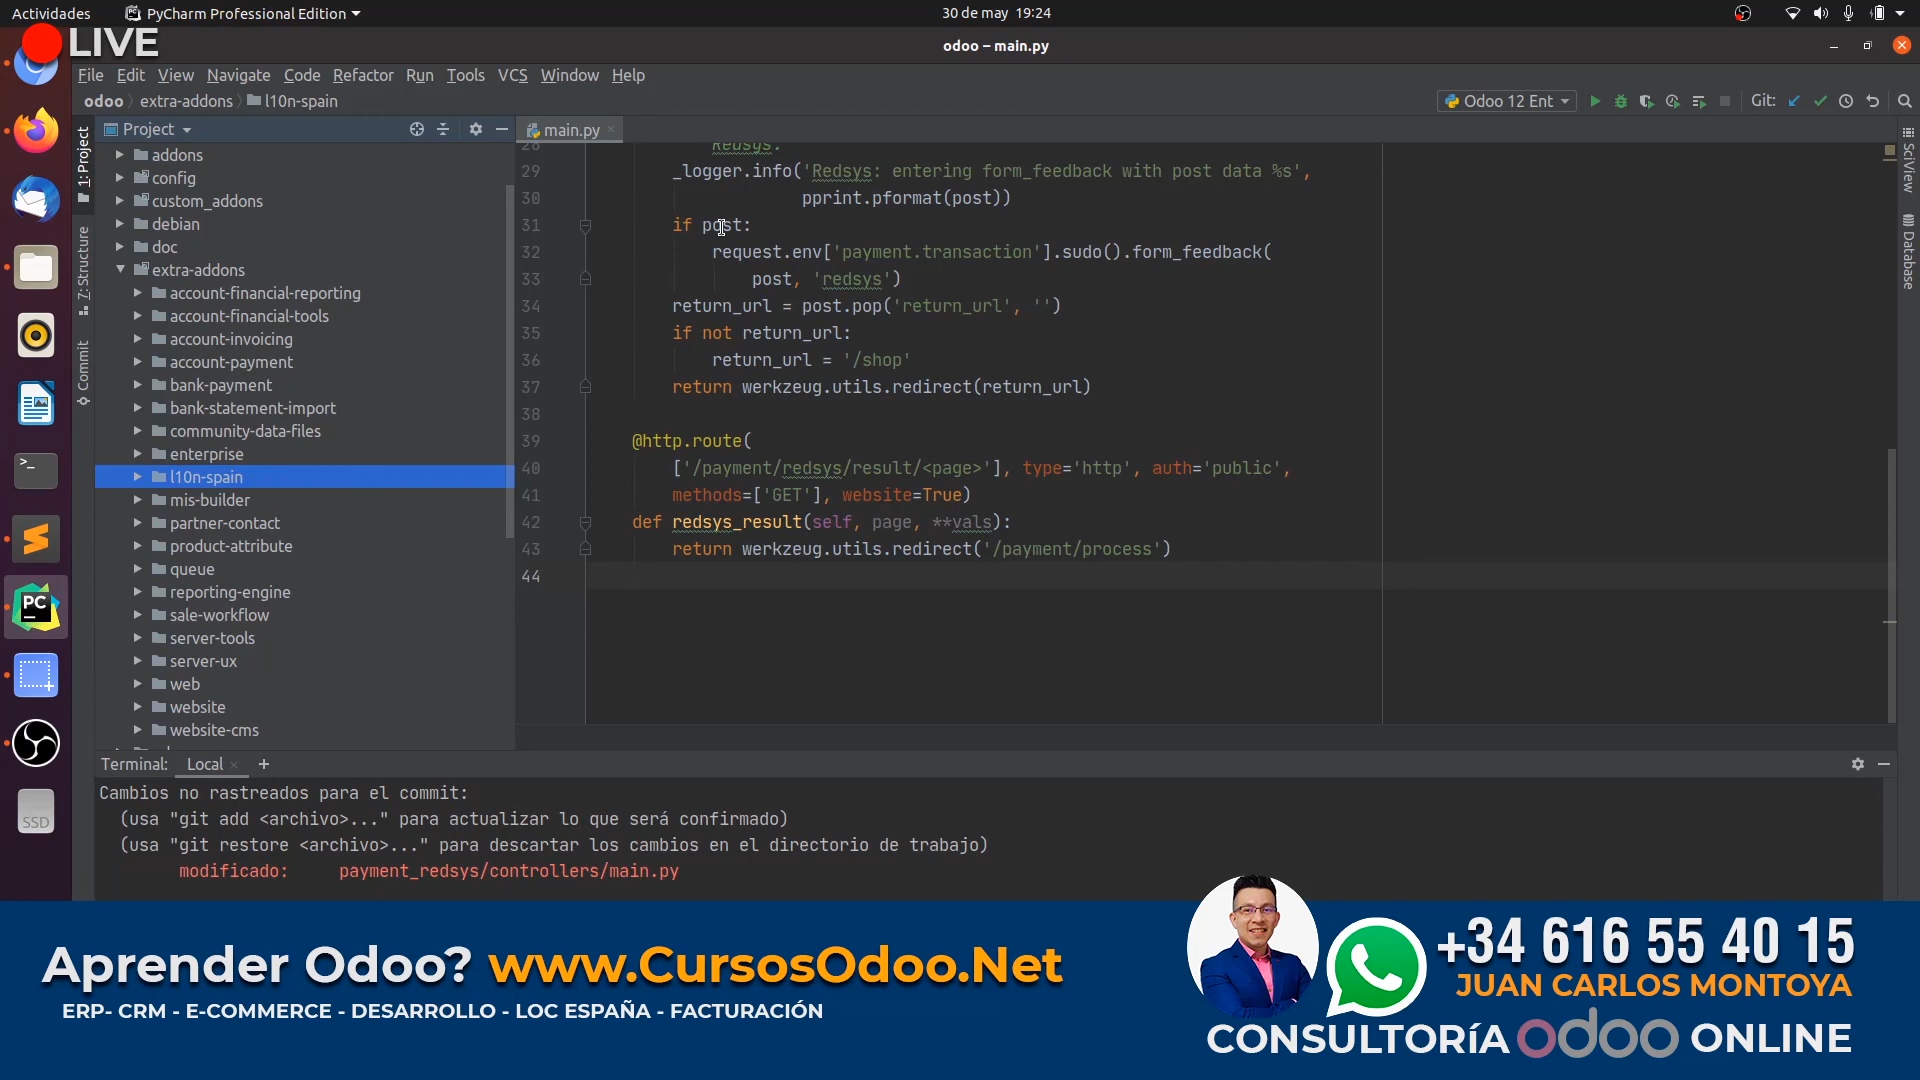 Actividades
PyCharm Professional Edition
30 de may 19:24
LIVE
odoo – main.py
File Edit View Navigate Code Refactor Run Tools VCS Window Help
odoo extra-addons l10n-spain
Odoo 12 Ent
Git:
1: Project
7: Structure
Commit
Project
addons
config
custom_addons
debian
doc
extra-addons
account-financial-reporting
account-financial-tools
account-invoicing
account-payment
bank-payment
bank-statement-import
community-data-files
enterprise
l10n-spain
mis-builder
partner-contact
product-attribute
queue
reporting-engine
sale-workflow
server-tools
server-ux
web
website
website-cms
main.py
28 Redsys.
29 _logger.info('Redsys: entering form_feedback with post data %s',
30 pprint.pformat(post))
31 if post:
32 request.env['payment.transaction'].sudo().form_feedback(
33 post, 'redsys')
34 return_url = post.pop('return_url', '')
35 if not return_url:
36 return_url = '/shop'
37 return werkzeug.utils.redirect(return_url)
38
39 @http.route(
40 ['/payment/redsys/result/<page>'], type='http', auth='public',
41 methods=['GET'], website=True)
42 def redsys_result(self, page, **vals):
43 return werkzeug.utils.redirect('/payment/process')
44
SciView
Database
PC
SSD
Terminal: Local +
Cambios no rastreados para el commit:
(usa "git add <archivo>..." para actualizar lo que será confirmado)
(usa "git restore <archivo>..." para descartar los cambios en el directorio de trabajo)
modificado: payment_redsys/controllers/main.py
Aprender Odoo? www.CursosOdoo.Net
ERP- CRM - E-COMMERCE - DESARROLLO - LOC ESPAÑA - FACTURACIÓN
+34 616 55 40 15
JUAN CARLOS MONTOYA
CONSULTORíA odoo ONLINE